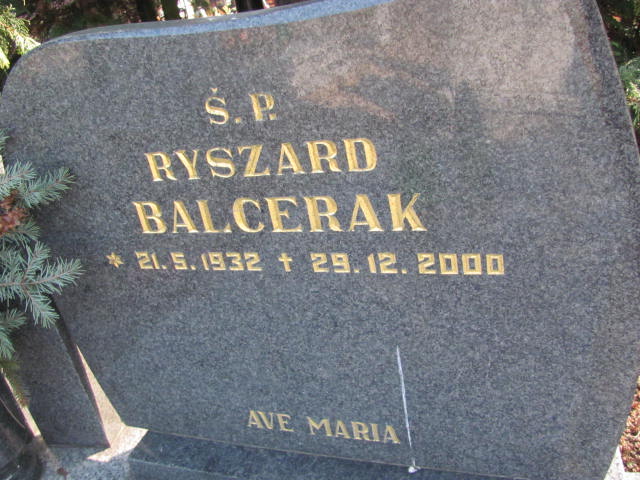 Š.P.
RYSZARD
BALCERAK
* 21.5.1932 † 29.12.2000
AVE MARIA